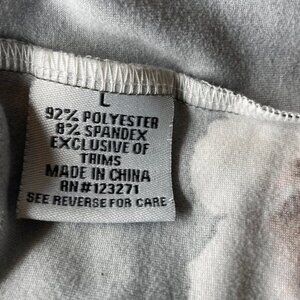 L
92% POLYESTER
8% SPANDEX
EXCLUSIVE OF
TRIMS
MADE IN CHINA
RN#123271
SEE REVERSE FOR CARE